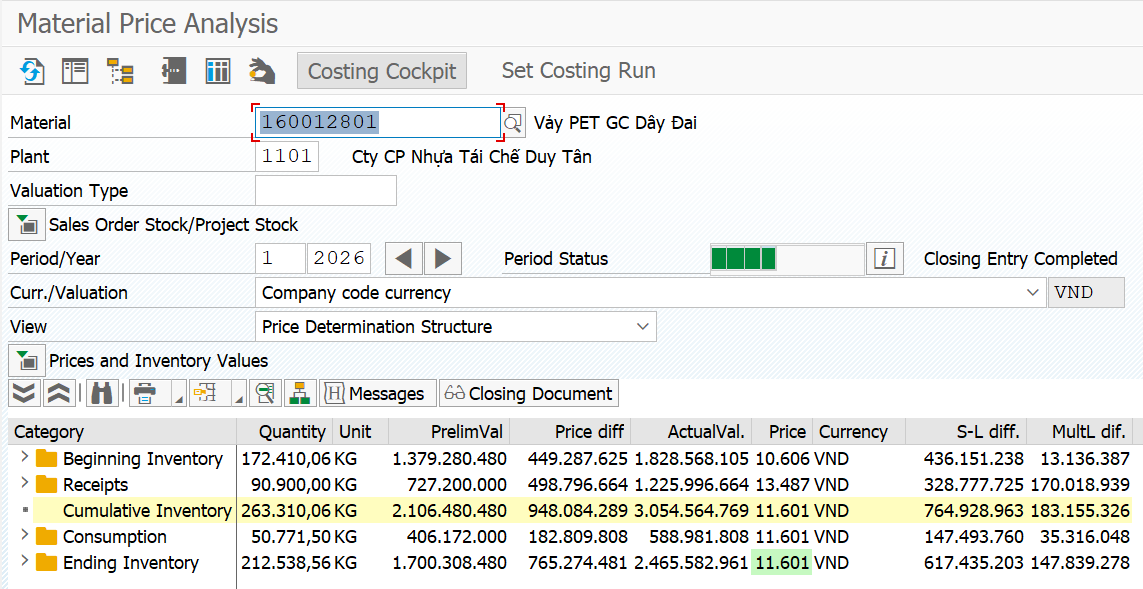 Material Price Analysis
Costing Cockpit Set Costing Run
Material 160012801 Vảy PET GC Dây Đai
Plant 1101 Cty CP Nhựa Tái Chế Duy Tân
Valuation Type
Sales Order Stock/Project Stock
Period/Year 1 2026 Period Status Closing Entry Completed
Curr./Valuation Company code currency VND
View Price Determination Structure
Prices and Inventory Values
Messages Closing Document
Category Quantity Unit PrelimVal Price diff ActualVal. Price Currency S-L diff. MultL dif.
Beginning Inventory 172.410,06 KG 1.379.280.480 449.287.625 1.828.568.105 10.606 VND 436.151.238 13.136.387
Receipts 90.900,00 KG 727.200.000 498.796.664 1.225.996.664 13.487 VND 328.777.725 170.018.939
Cumulative Inventory 263.310,06 KG 2.106.480.480 948.084.289 3.054.564.769 11.601 VND 764.928.963 183.155.326
Consumption 50.771,50 KG 406.172.000 182.809.808 588.981.808 11.601 VND 147.493.760 35.316.048
Ending Inventory 212.538,56 KG 1.700.308.480 765.274.481 2.465.582.961 11.601 VND 617.435.203 147.839.278